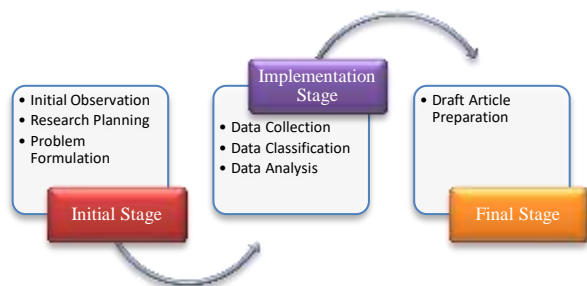 • Initial Observation
• Research Planning
• Problem
Formulation
Initial Stage
Implementation
Stage
• Data Collection
• Data Classification
• Data Analysis
• Draft Article
Preparation
Final Stage